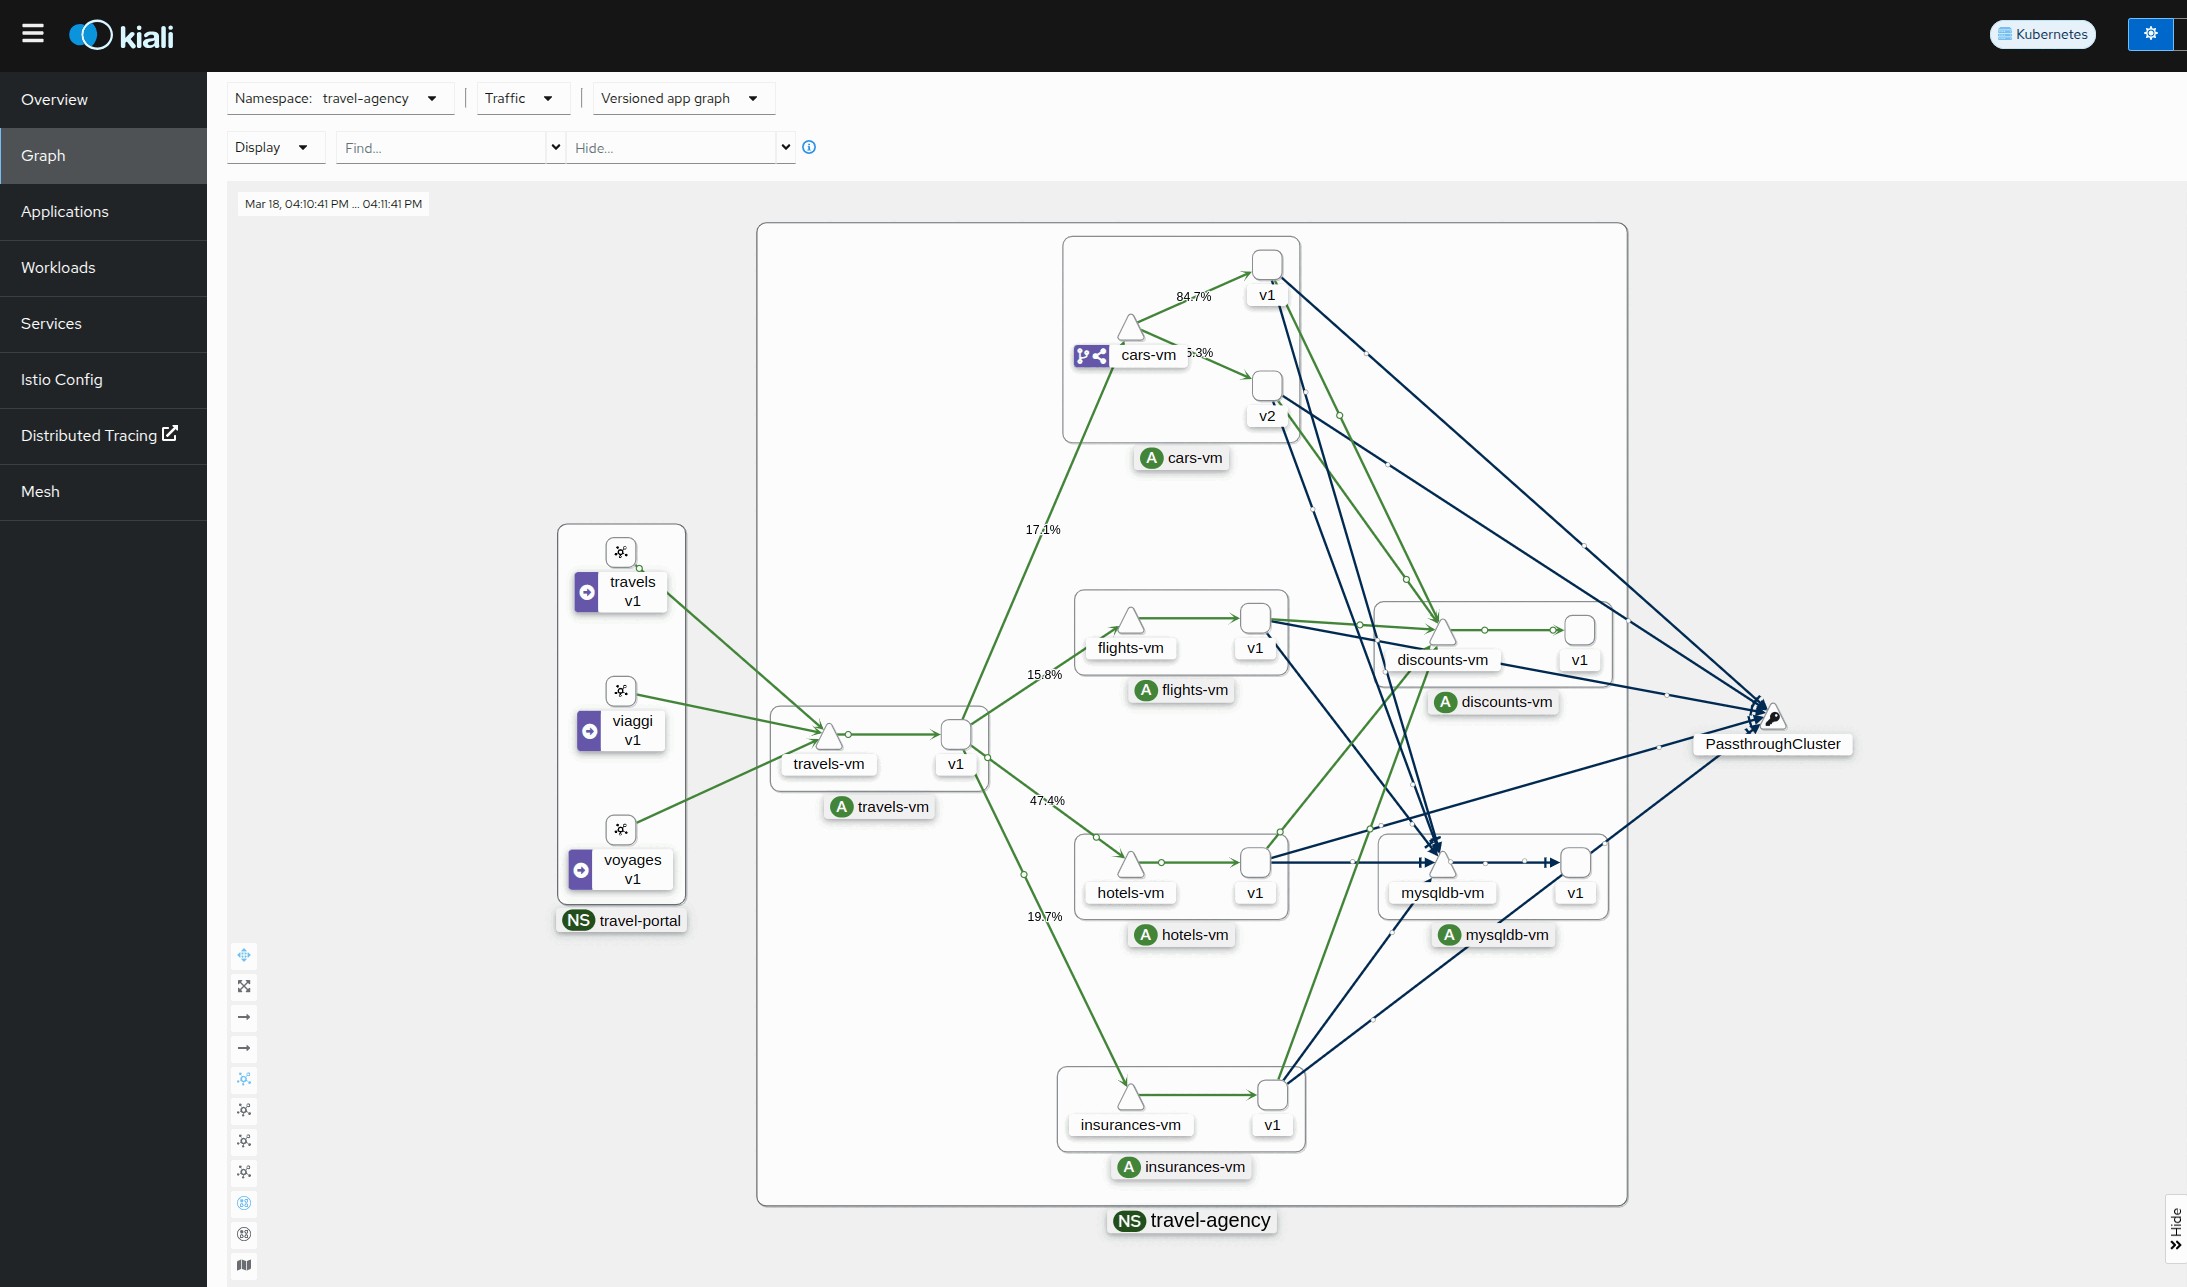 kiali
Kubernetes
Overview
Graph
Applications
Workloads
Services
Istio Config
Distributed Tracing
Mesh
Namespace: travel-agency
Traffic
Versioned app graph
Display
Find...
Hide...
Mar 18, 04:10:41 PM ... 04:11:41 PM
84.7%
v1
cars-vm
5.3%
v2
A cars-vm
17.1%
travels
v1
viaggi
v1
voyages
v1
NS travel-portal
15.8%
flights-vm
v1
A flights-vm
discounts-vm
v1
A discounts-vm
travels-vm
v1
A travels-vm
PassthroughCluster
47.4%
hotels-vm
v1
A hotels-vm
mysqldb-vm
v1
A mysqldb-vm
19.7%
insurances-vm
v1
A insurances-vm
NS travel-agency
Hide